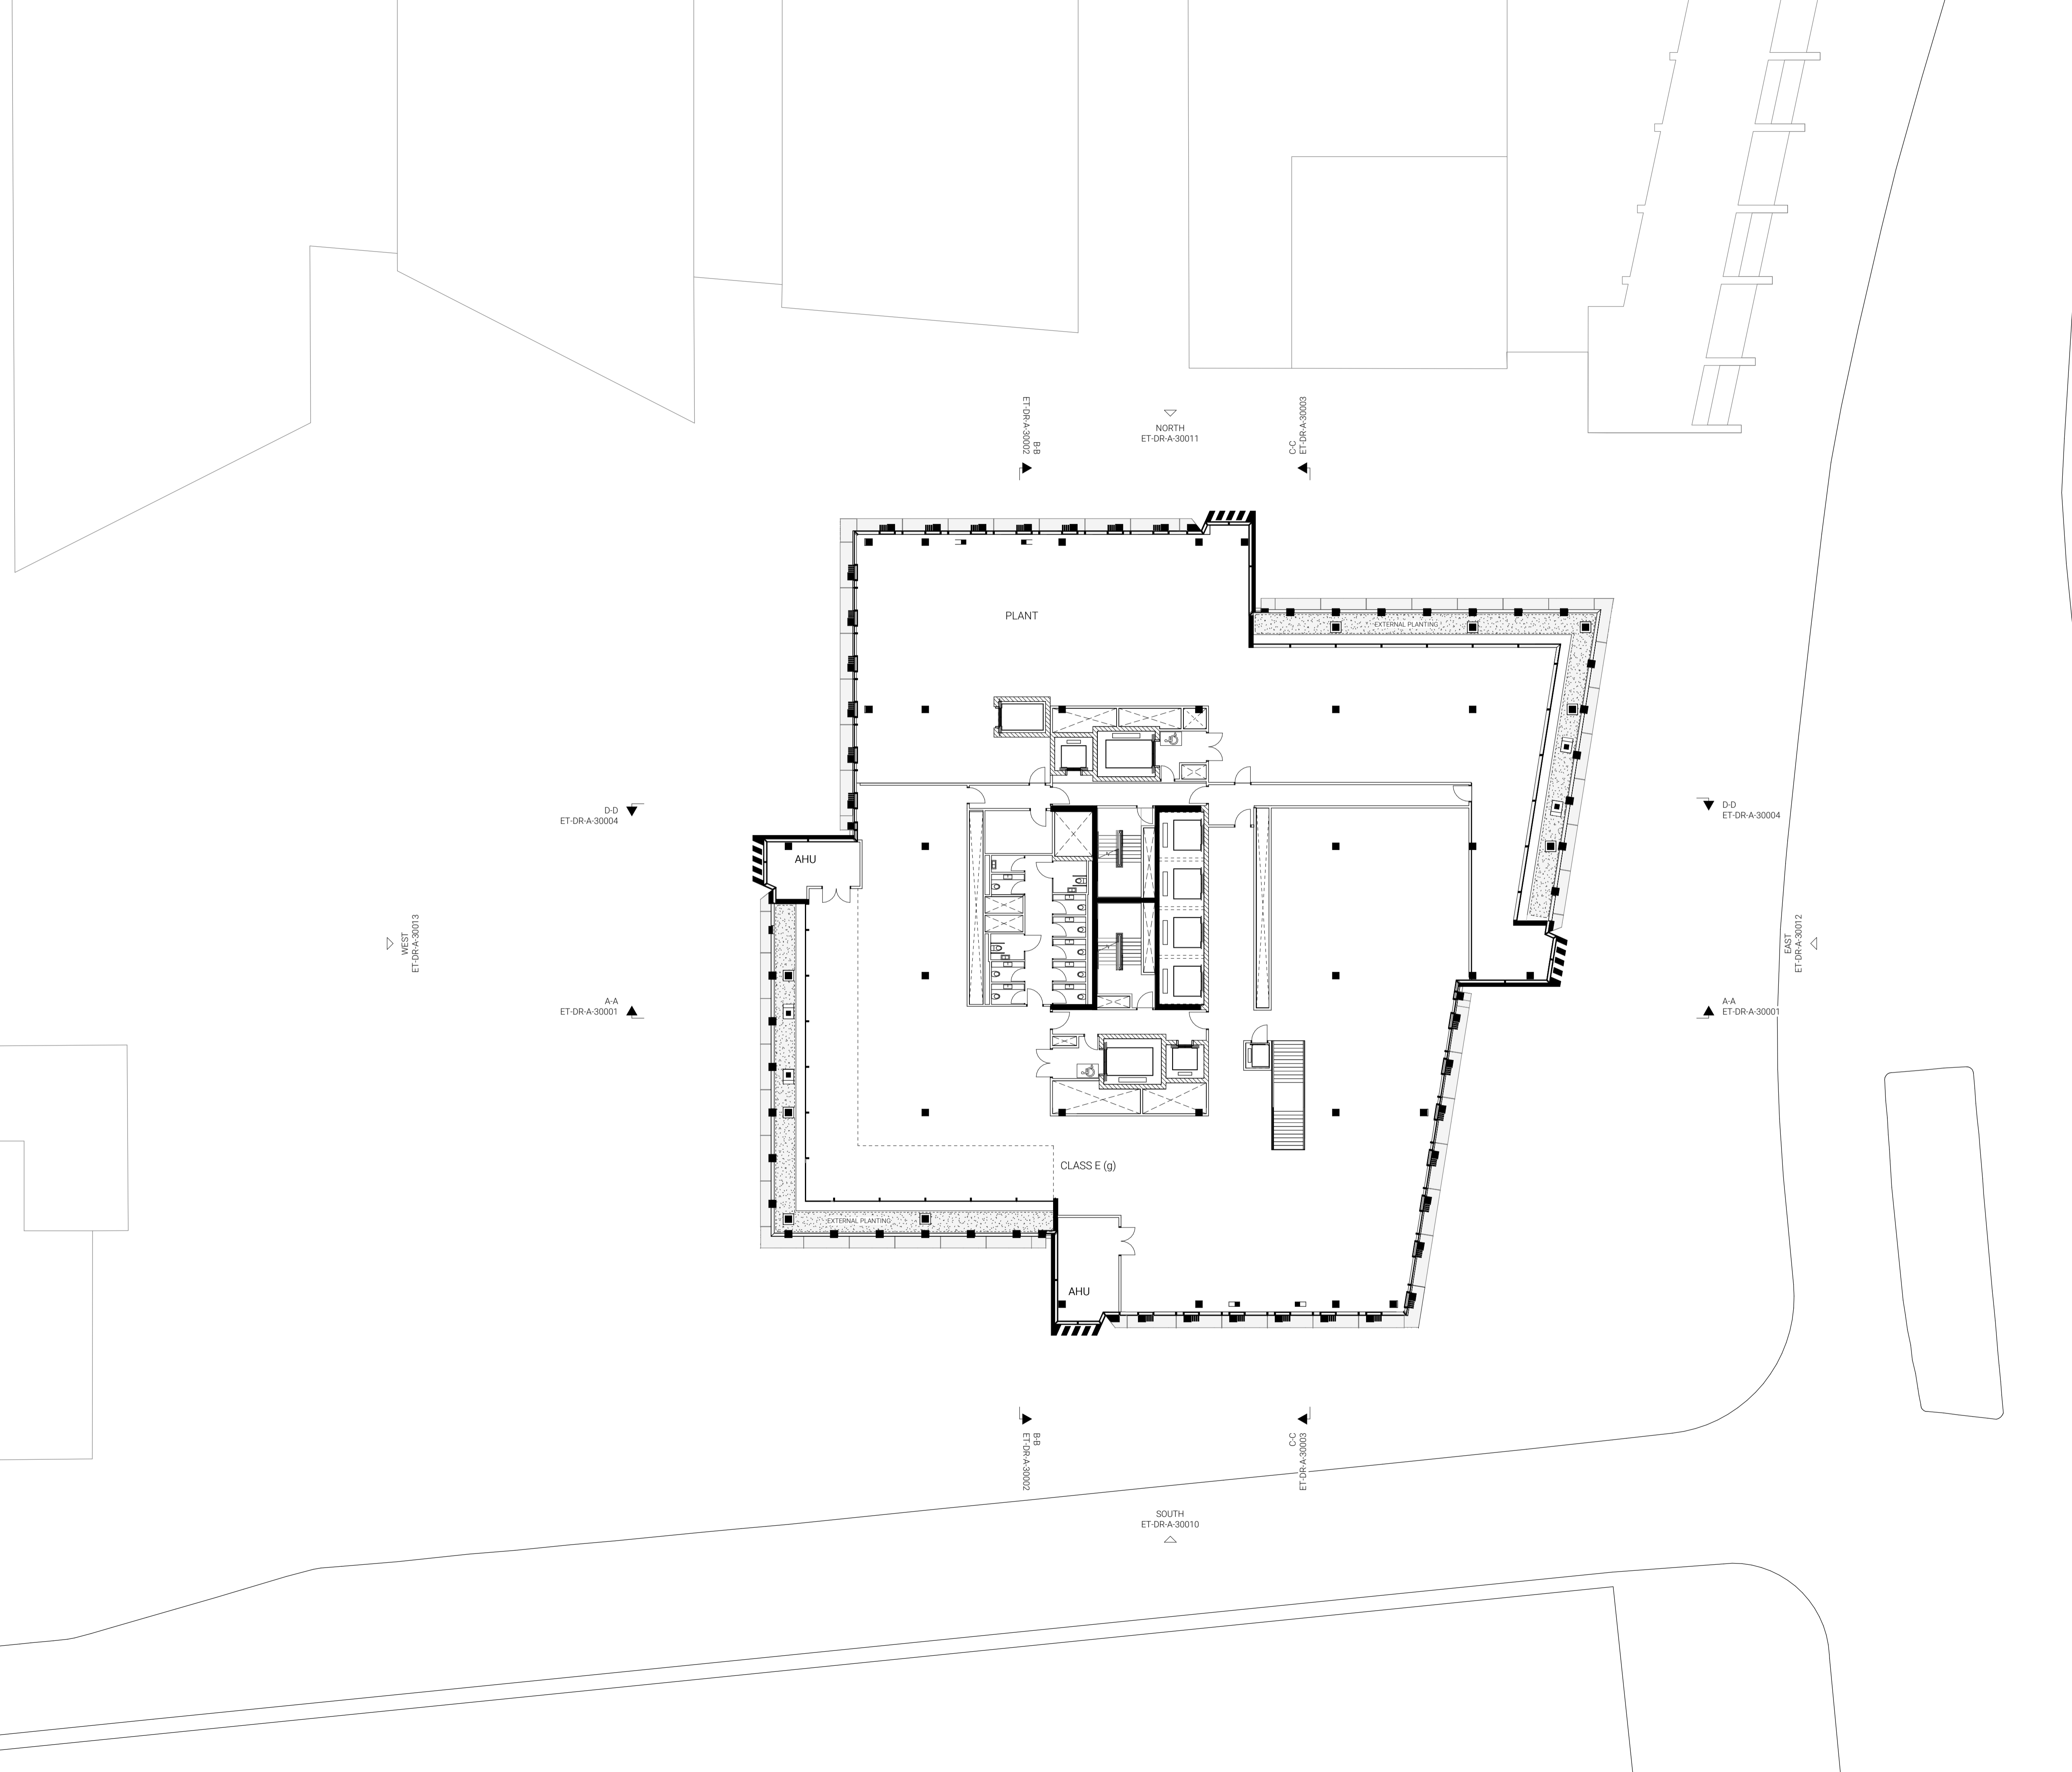 B-B
ET-DR-A-30002
C-C
ET-DR-A-30003
NORTH
ET-DR-A-30011
PLANT
EXTERNAL PLANTING
D-D
ET-DR-A-30004
D-D
ET-DR-A-30004
AHU
WEST
ET-DR-A-30013
EAST
ET-DR-A-30012
A-A
ET-DR-A-30001
A-A
ET-DR-A-30001
CLASS E (g)
EXTERNAL PLANTING
AHU
B-B
ET-DR-A-30002
C-C
ET-DR-A-30003
SOUTH
ET-DR-A-30010